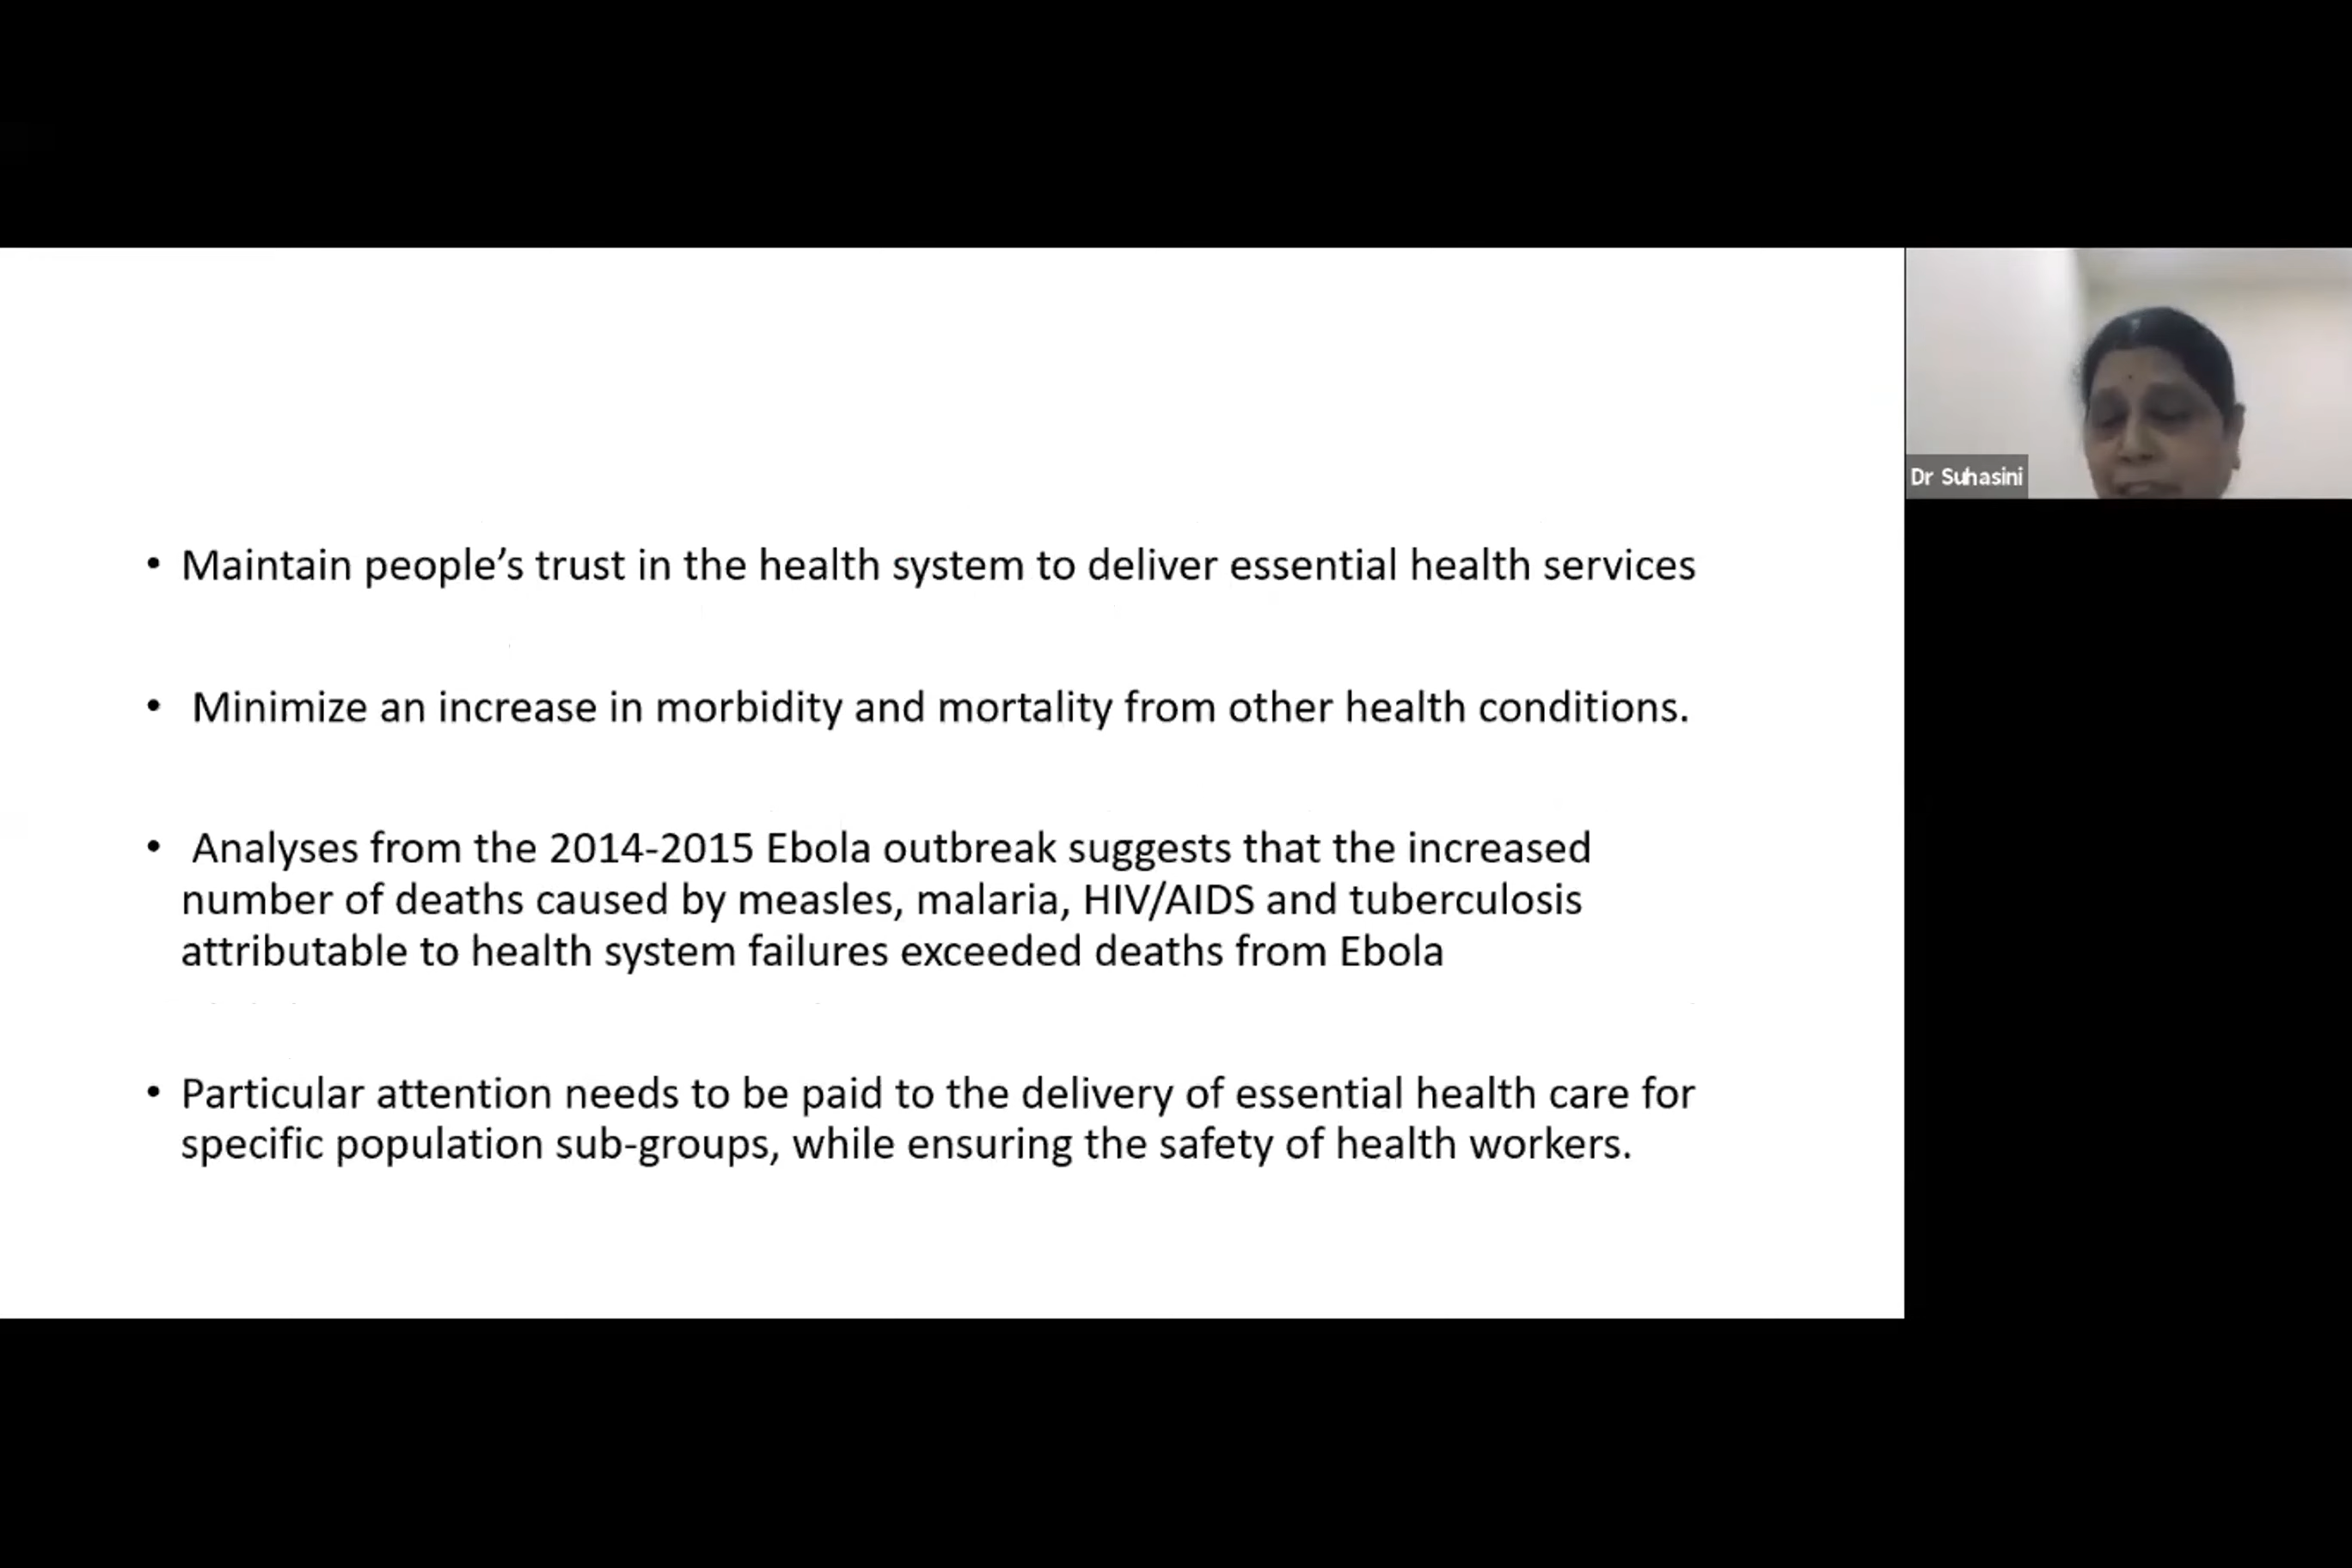 • Maintain people’s trust in the health system to deliver essential health services
• Minimize an increase in morbidity and mortality from other health conditions.
• Analyses from the 2014-2015 Ebola outbreak suggests that the increased
number of deaths caused by measles, malaria, HIV/AIDS and tuberculosis
attributable to health system failures exceeded deaths from Ebola
• Particular attention needs to be paid to the delivery of essential health care for
specific population sub-groups, while ensuring the safety of health workers.
Dr Suhasini